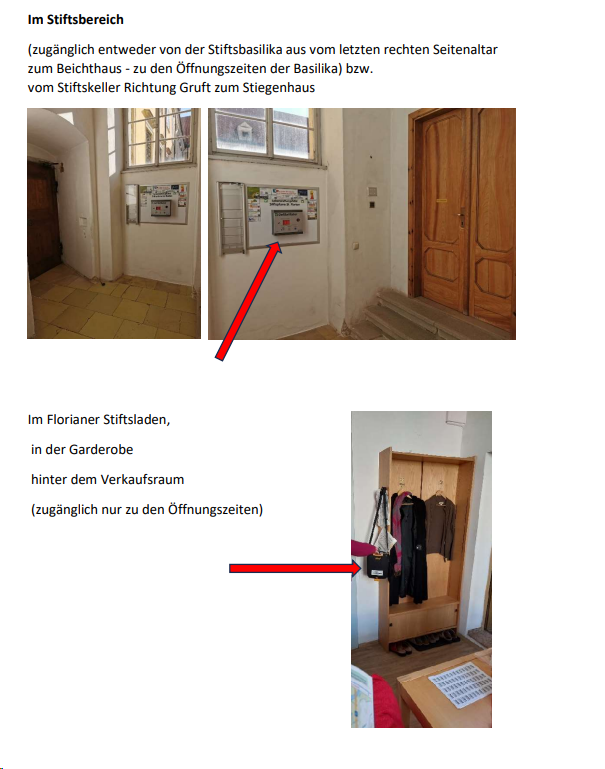 Im Stiftsbereich
(zugänglich entweder von der Stiftsbasilika aus vom letzten rechten Seitenaltar
zum Beichthaus - zu den Öffnungszeiten der Basilika) bzw.
vom Stiftskeller Richtung Gruft zum Stiegenhaus
Im Florianer Stiftsladen,
in der Garderobe
hinter dem Verkaufsraum
(zugänglich nur zu den Öffnungszeiten)